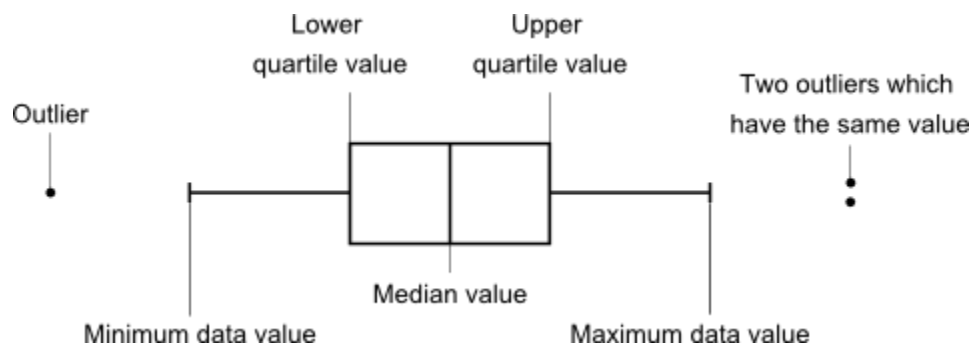 Lower
quartile value
Upper
quartile value
Two outliers which
have the same value
Outlier
Median value
Minimum data value
Maximum data value